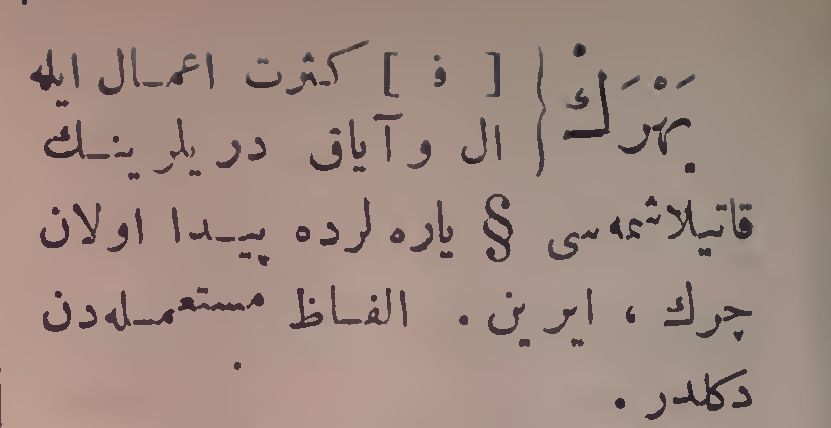 بَهْرَكْ { [ ف ] كثرت اعمال ايله
ال و آياق دريلرينك
قاتيلاشمه سى § ياره لرده پيدا اولان
چرك ، ايرين . الفاظ مستعمله دن
دكلدر .